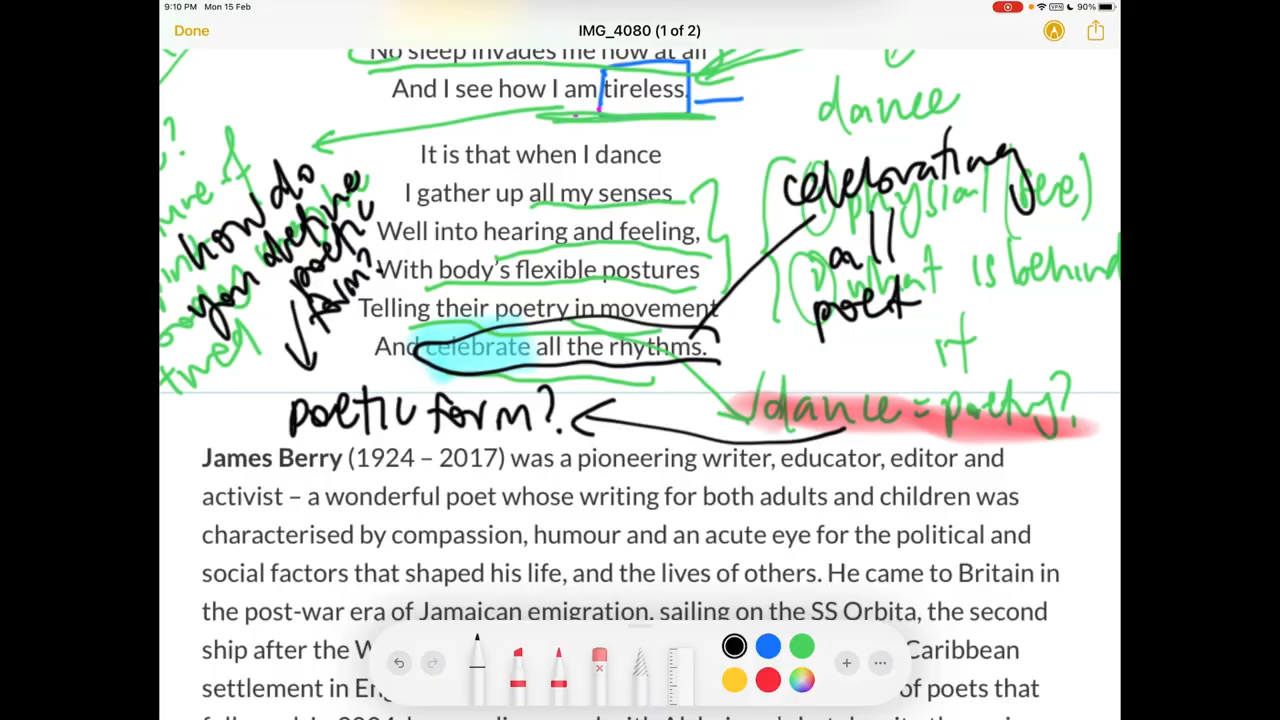 9:10 PM Mon 15 Feb
VPN 90%
Done
IMG_4080 (1 of 2)
No sleep invades me now at all
And I see how I am tireless.
dance
It is that when I dance
I gather up all my senses
Well into hearing and feeling,
With body's flexible postures
Telling their poetry in movement
And celebrate all the rhythms.
how do
you define
poetic
form?
celebrating
all
poet
physical (see)
what is behind
it
dance = poetry?
poetic form?
James Berry (1924 – 2017) was a pioneering writer, educator, editor and
activist – a wonderful poet whose writing for both adults and children was
characterised by compassion, humour and an acute eye for the political and
social factors that shaped his life, and the lives of others. He came to Britain in
the post-war era of Jamaican emigration, sailing on the SS Orbita, the second
ship after the W Caribbean
settlement in En of poets that